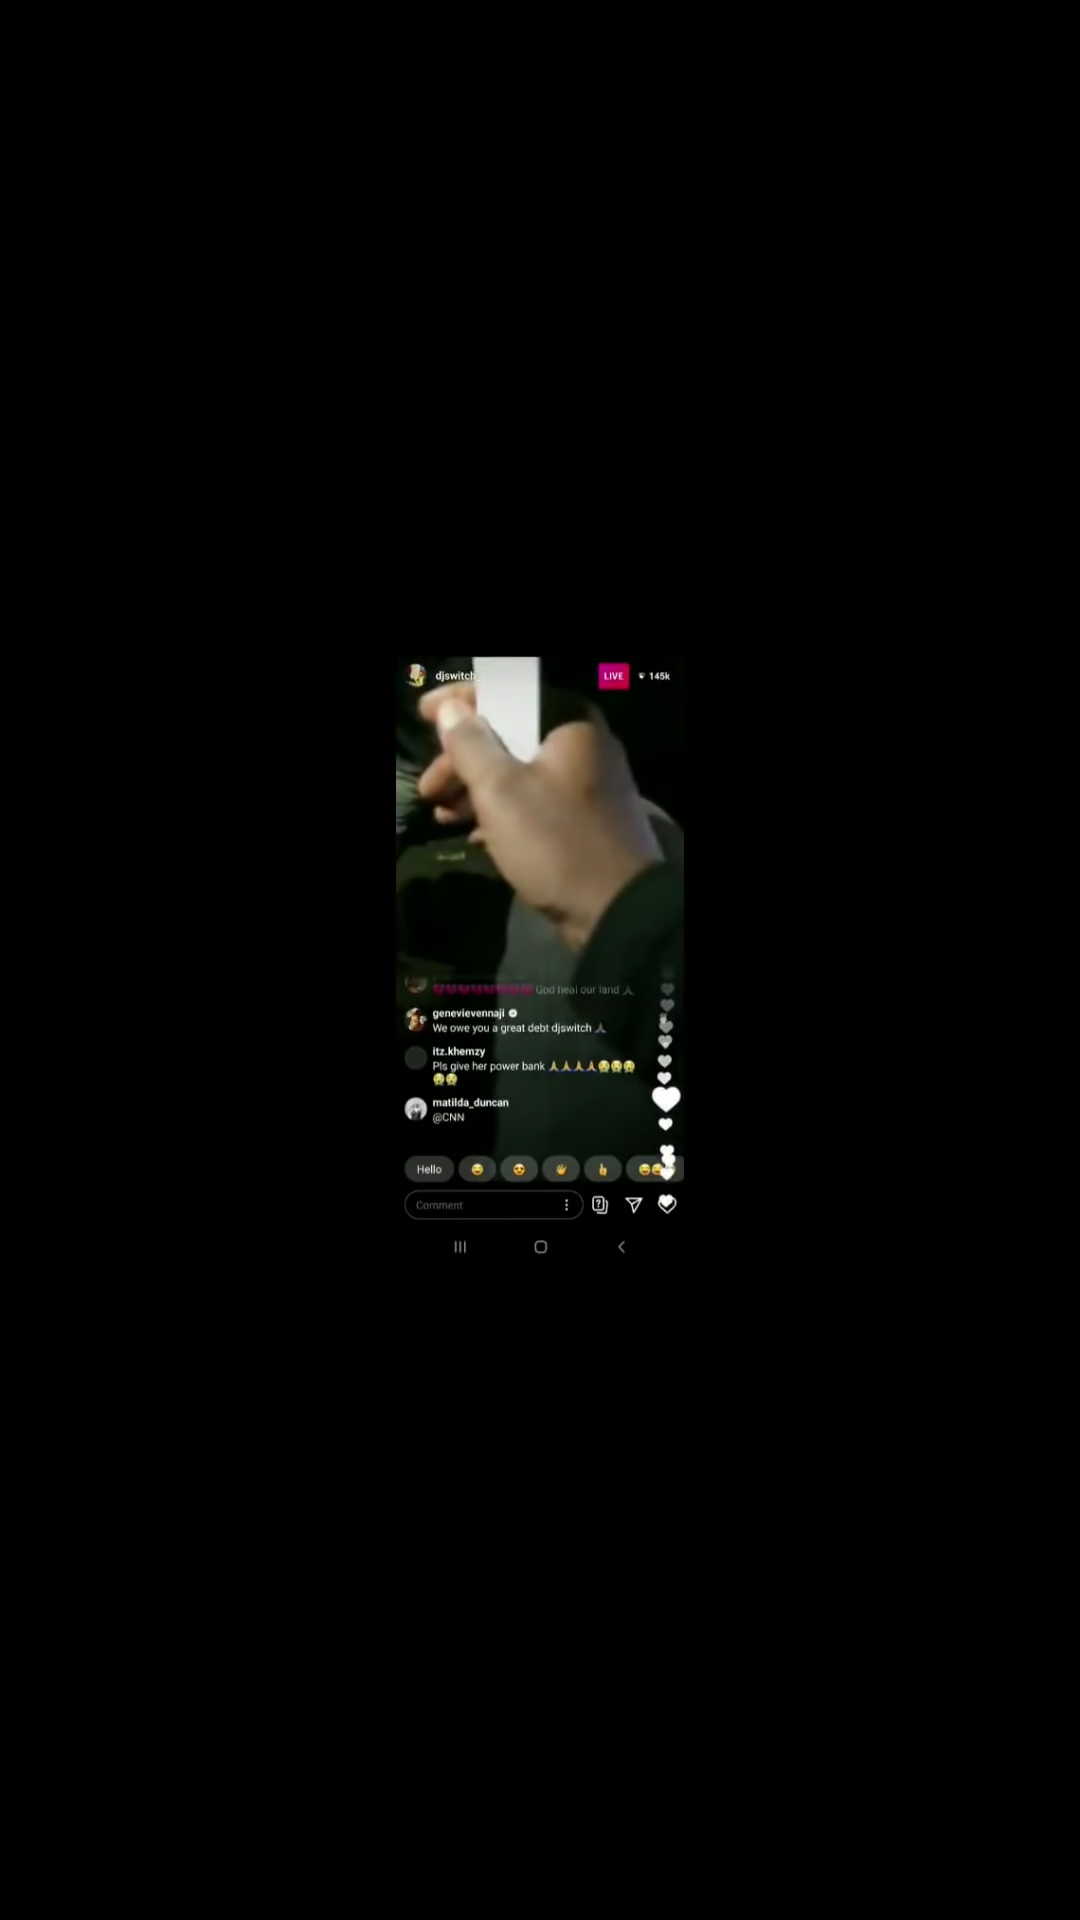 djswitch_
LIVE 145k
God heal our land 🙏
genevievennaji
We owe you a great debt djswitch 🙏
itz.khemzy
Pls give her power bank 🙏🙏🙏🙏😭😭😭
😭😭
matilda_duncan
@CNN
Hello
Comment